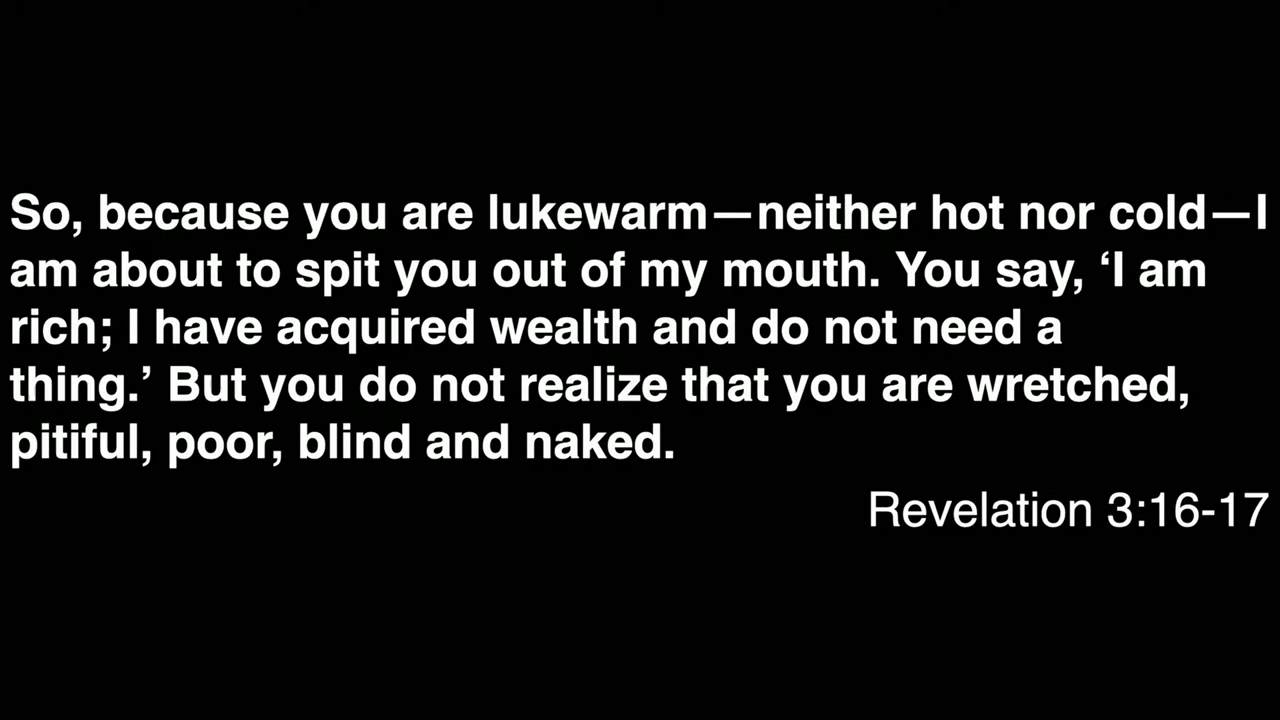 So, because you are lukewarm—neither hot nor cold—I
am about to spit you out of my mouth. You say, ‘I am
rich; I have acquired wealth and do not need a
thing.’ But you do not realize that you are wretched,
pitiful, poor, blind and naked.
Revelation 3:16-17